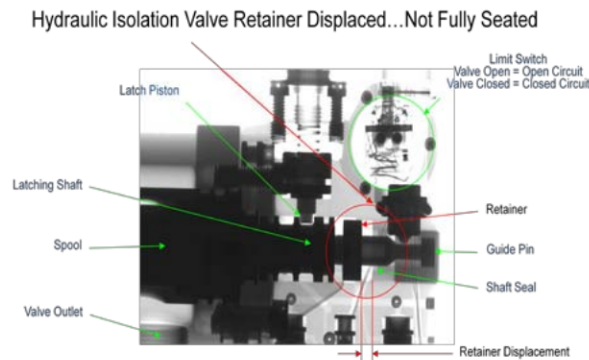 Hydraulic Isolation Valve Retainer Displaced...Not Fully Seated
Limit Switch
Valve Open = Open Circuit
Valve Closed = Closed Circuit
Latch Piston
Latching Shaft
Retainer
Spool
Guide Pin
Shaft Seal
Valve Outlet
Retainer Displacement